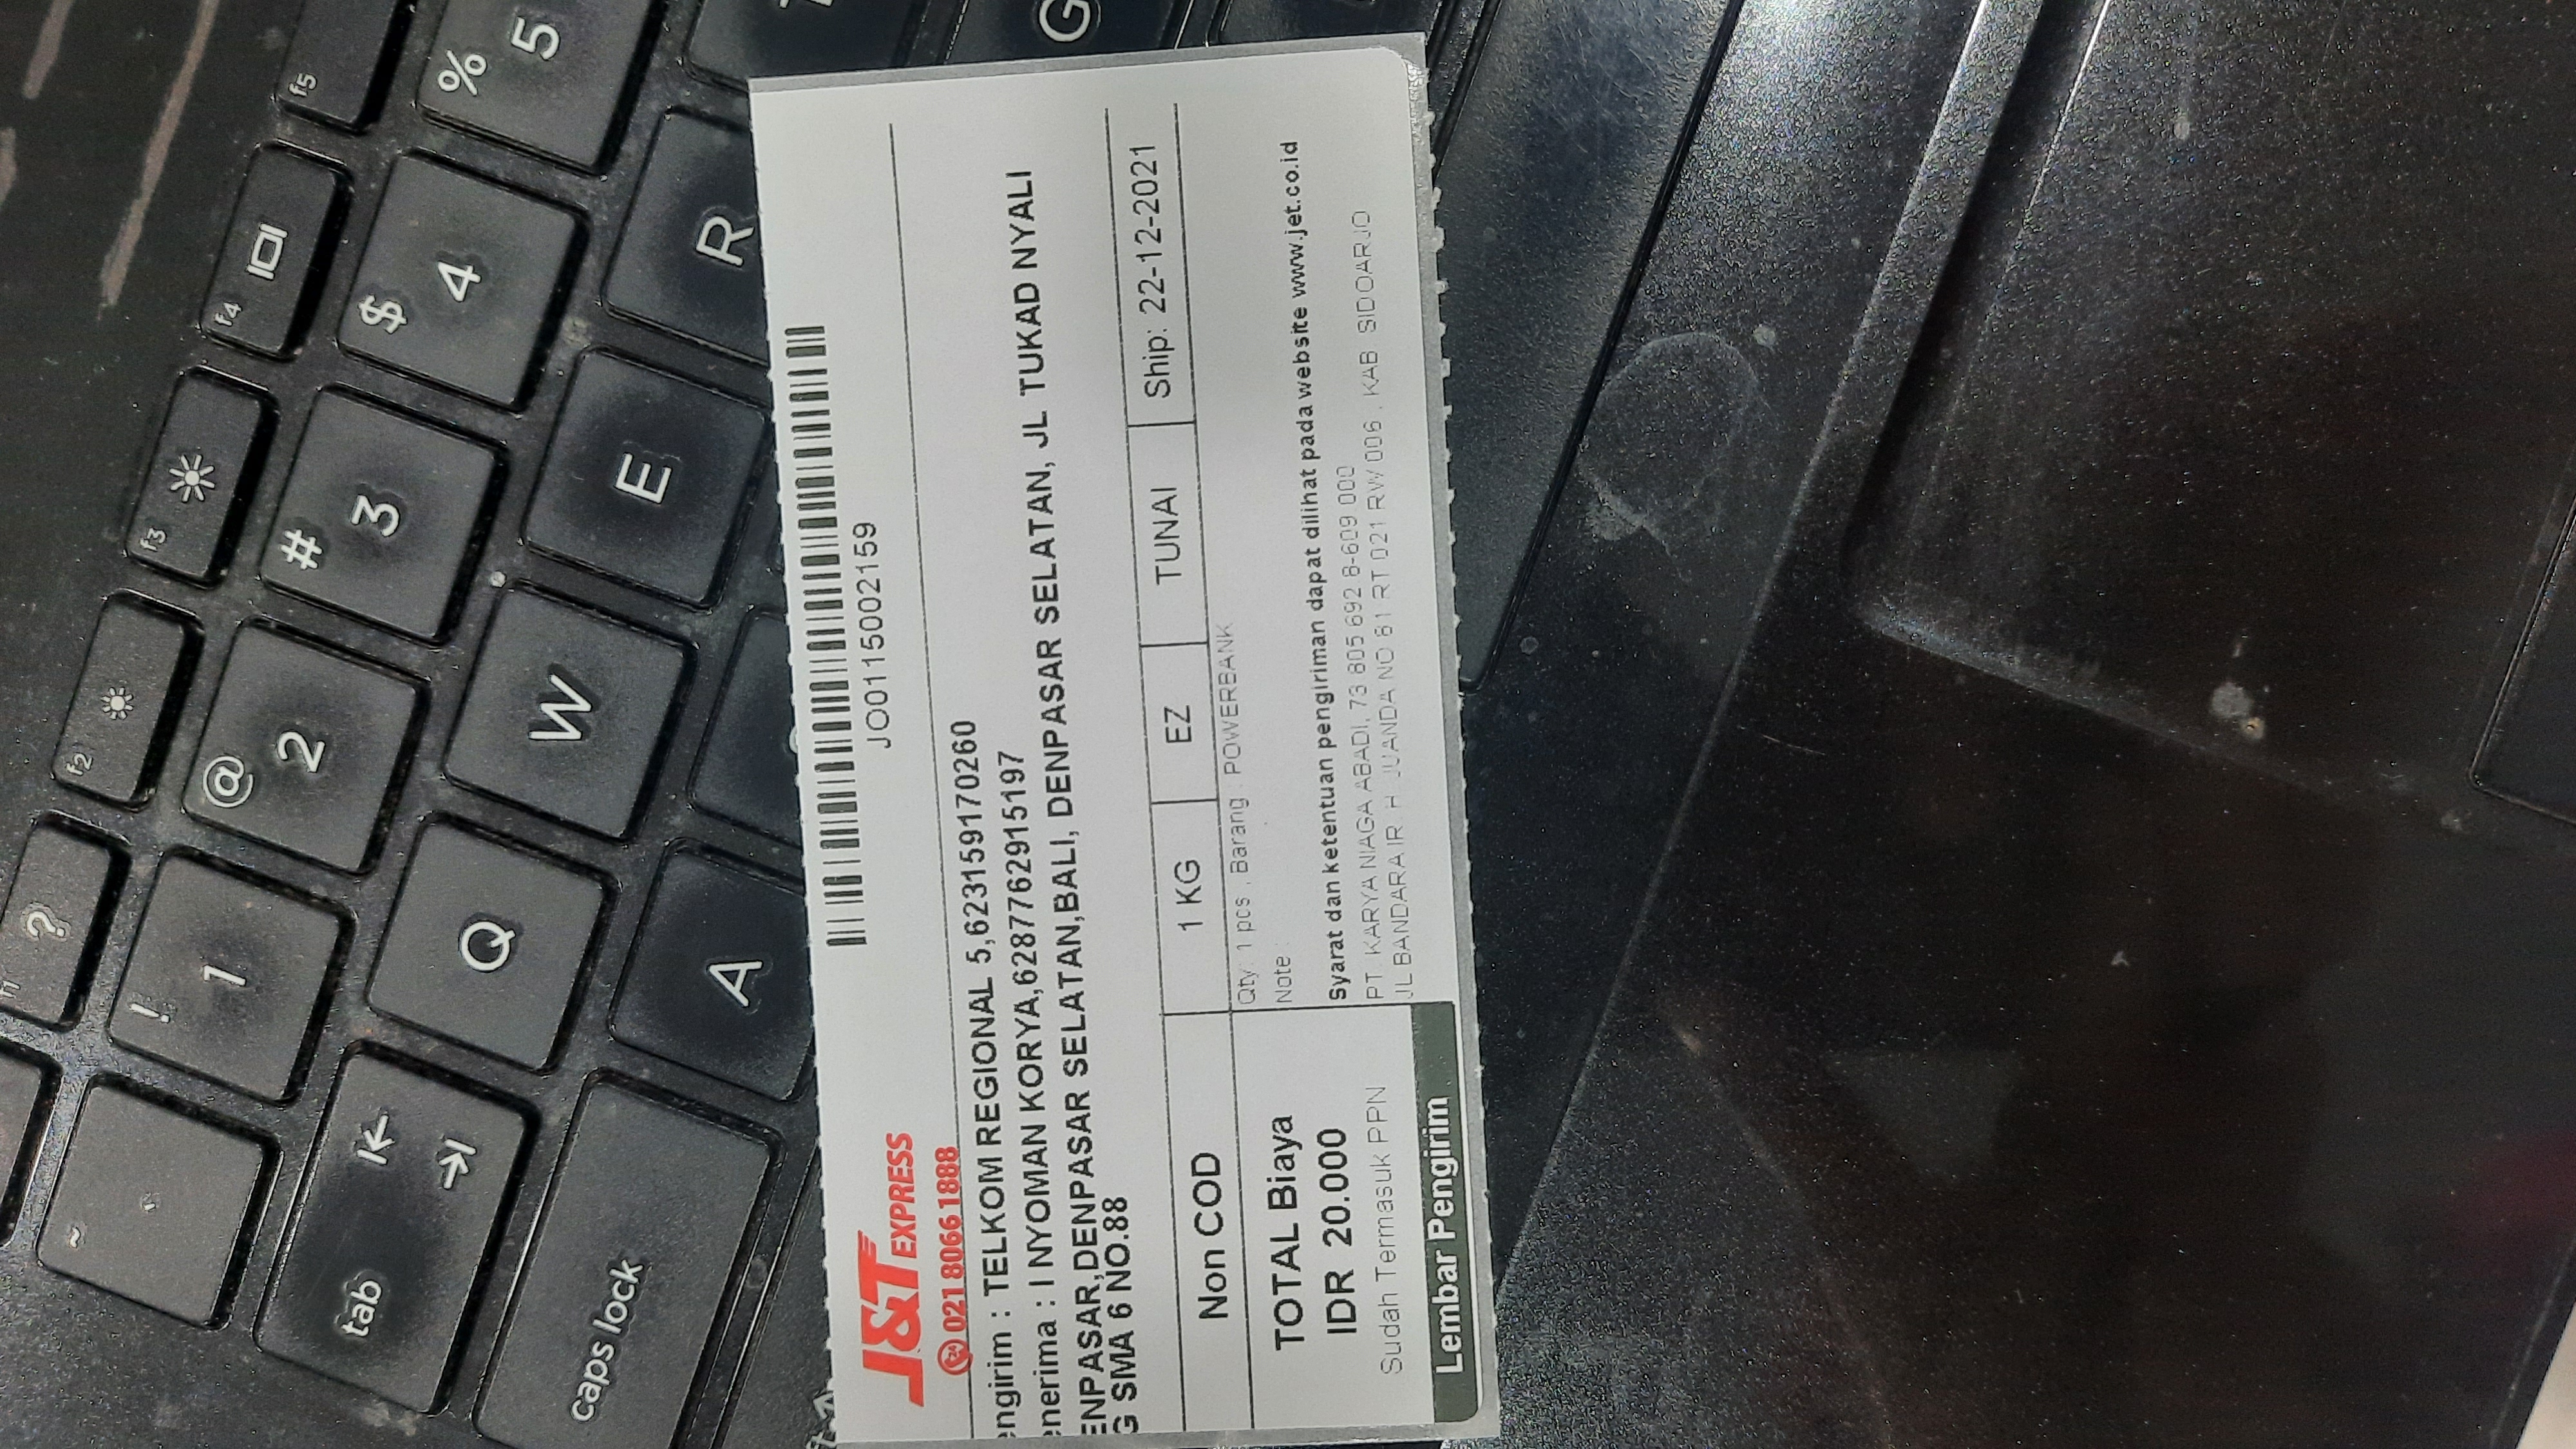 f1 ?
f2
f3
f4
f5
~
! 1
@ 2
# 3
$ 4
% 5
tab
Q
W
E
R
caps lock
A
G
JO0115002159
J&T EXPRESS
24 021 8066 1888
engirim : TELKOM REGIONAL 5,623159170260
enerima : I NYOMAN KORYA,6287762915197
ENPASAR,DENPASAR SELATAN,BALI, DENPASAR SELATAN, JL TUKAD NYALI
G SMA 6 NO.88
Non COD
1 KG
EZ
TUNAI
Ship: 22-12-2021
Qty: 1 pcs , Barang : POWERBANK
Note :
TOTAL Biaya
IDR 20.000
Sudah Termasuk PPN
Lembar Pengirim
Syarat dan ketentuan pengiriman dapat dilihat pada website www.jet.co.id
PT. KARYA NIAGA ABADI, 73 805 692 8-609 000
JL BANDARA IR. H. JUANDA NO 81 RT 021 RW 006 , KAB. SIDOARJO